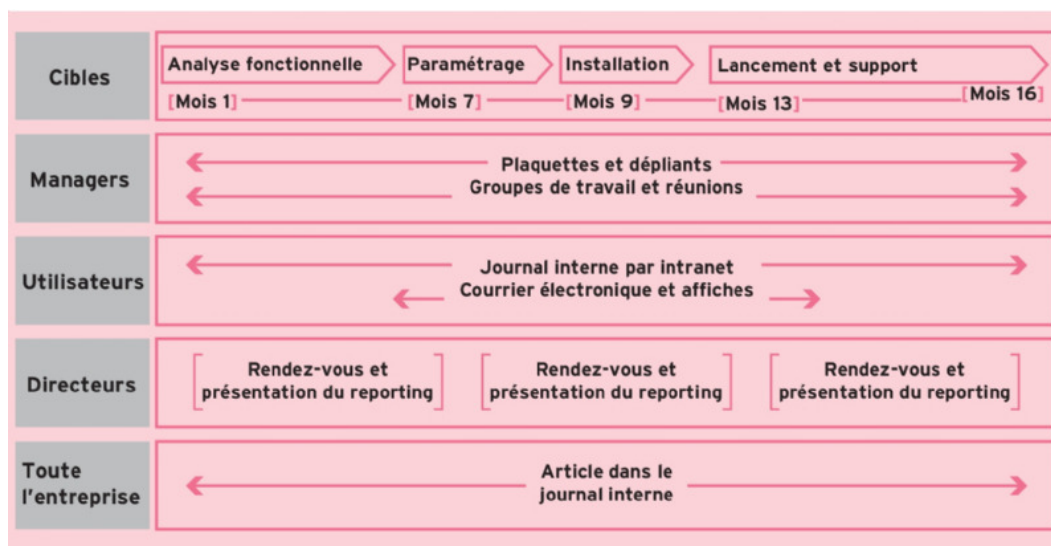 Cibles
Analyse fonctionnelle
Paramétrage
Installation
Lancement et support
[Mois 1]
[Mois 7]
[Mois 9]
[Mois 13]
[Mois 16]
Managers
Plaquettes et dépliants
Groupes de travail et réunions
Utilisateurs
Journal interne par intranet
Courrier électronique et affiches
Directeurs
Rendez-vous et
présentation du reporting
Rendez-vous et
présentation du reporting
Rendez-vous et
présentation du reporting
Toute
l'entreprise
Article dans le
journal interne